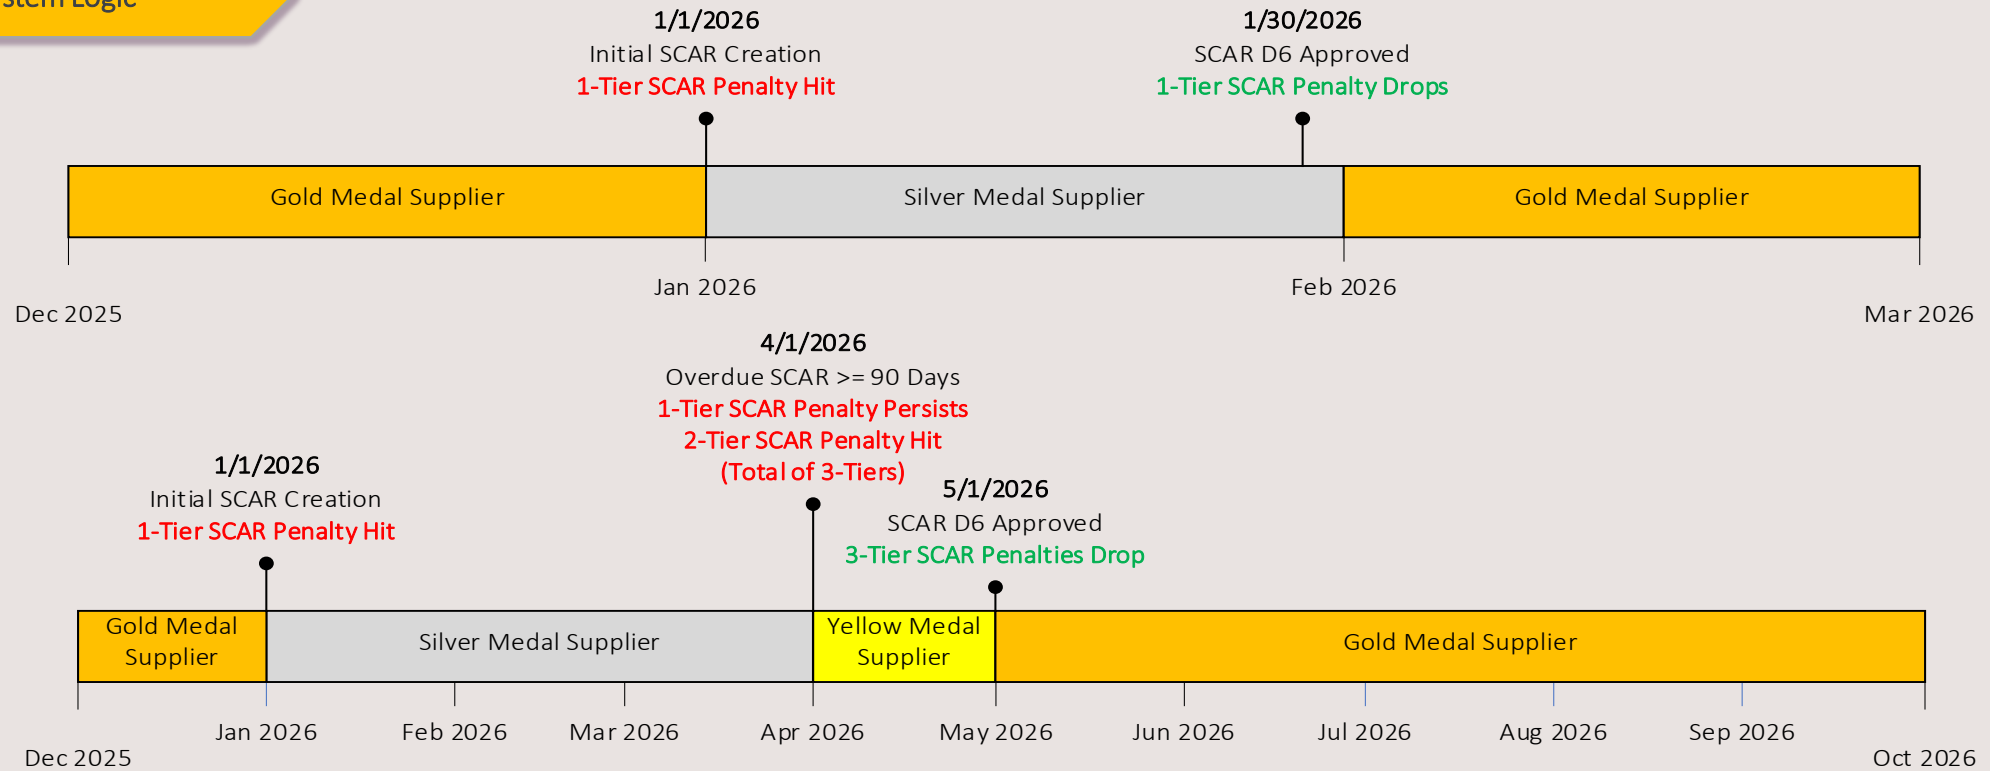 stem Logic
1/1/2026
Initial SCAR Creation
1-Tier SCAR Penalty Hit
1/30/2026
SCAR D6 Approved
1-Tier SCAR Penalty Drops
Gold Medal Supplier
Silver Medal Supplier
Gold Medal Supplier
Dec 2025
Jan 2026
Feb 2026
Mar 2026
1/1/2026
Initial SCAR Creation
1-Tier SCAR Penalty Hit
4/1/2026
Overdue SCAR >= 90 Days
1-Tier SCAR Penalty Persists
2-Tier SCAR Penalty Hit
(Total of 3-Tiers)
5/1/2026
SCAR D6 Approved
3-Tier SCAR Penalties Drop
Gold Medal
Supplier
Silver Medal Supplier
Yellow Medal
Supplier
Gold Medal Supplier
Dec 2025
Jan 2026
Feb 2026
Mar 2026
Apr 2026
May 2026
Jun 2026
Jul 2026
Aug 2026
Sep 2026
Oct 2026